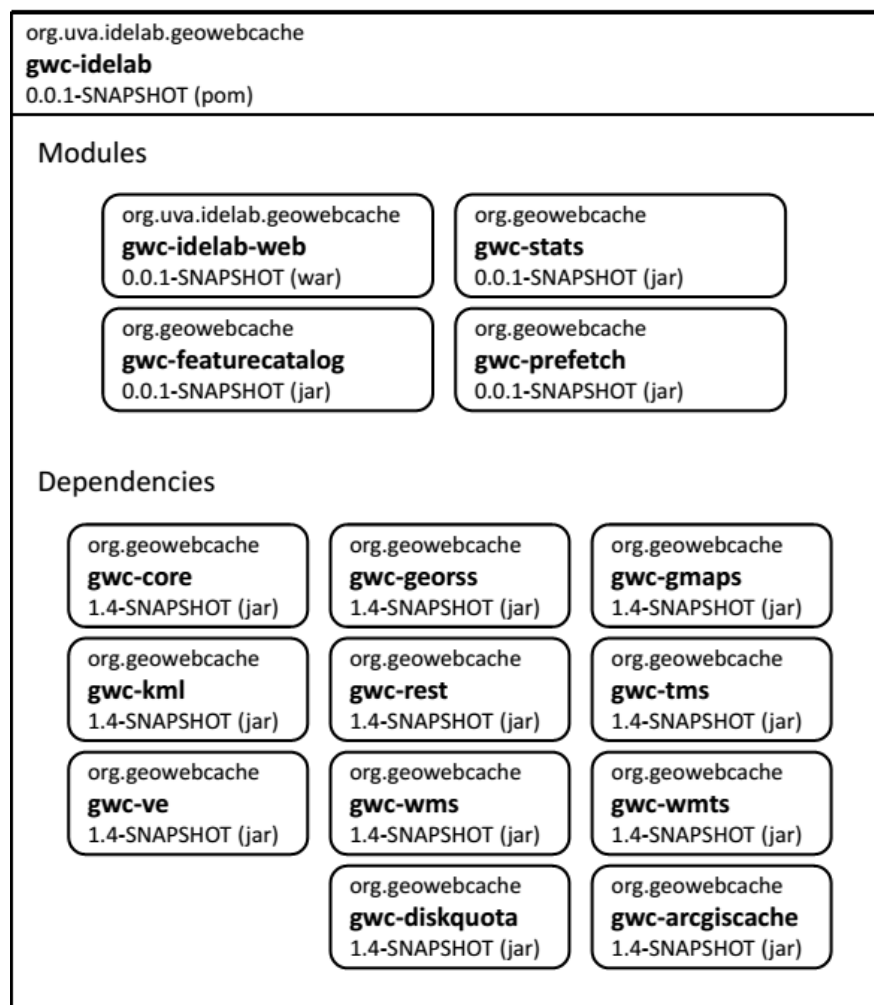 org.uva.idelab.geowebcache
gwc-idelab
0.0.1-SNAPSHOT (pom)
Modules
org.uva.idelab.geowebcache
gwc-idelab-web
0.0.1-SNAPSHOT (war)
org.geowebcache
gwc-stats
0.0.1-SNAPSHOT (jar)
org.geowebcache
gwc-featurecatalog
0.0.1-SNAPSHOT (jar)
org.geowebcache
gwc-prefetch
0.0.1-SNAPSHOT (jar)
Dependencies
org.geowebcache
gwc-core
1.4-SNAPSHOT (jar)
org.geowebcache
gwc-georss
1.4-SNAPSHOT (jar)
org.geowebcache
gwc-gmaps
1.4-SNAPSHOT (jar)
org.geowebcache
gwc-kml
1.4-SNAPSHOT (jar)
org.geowebcache
gwc-rest
1.4-SNAPSHOT (jar)
org.geowebcache
gwc-tms
1.4-SNAPSHOT (jar)
org.geowebcache
gwc-ve
1.4-SNAPSHOT (jar)
org.geowebcache
gwc-wms
1.4-SNAPSHOT (jar)
org.geowebcache
gwc-wmts
1.4-SNAPSHOT (jar)
org.geowebcache
gwc-diskquota
1.4-SNAPSHOT (jar)
org.geowebcache
gwc-arcgiscache
1.4-SNAPSHOT (jar)